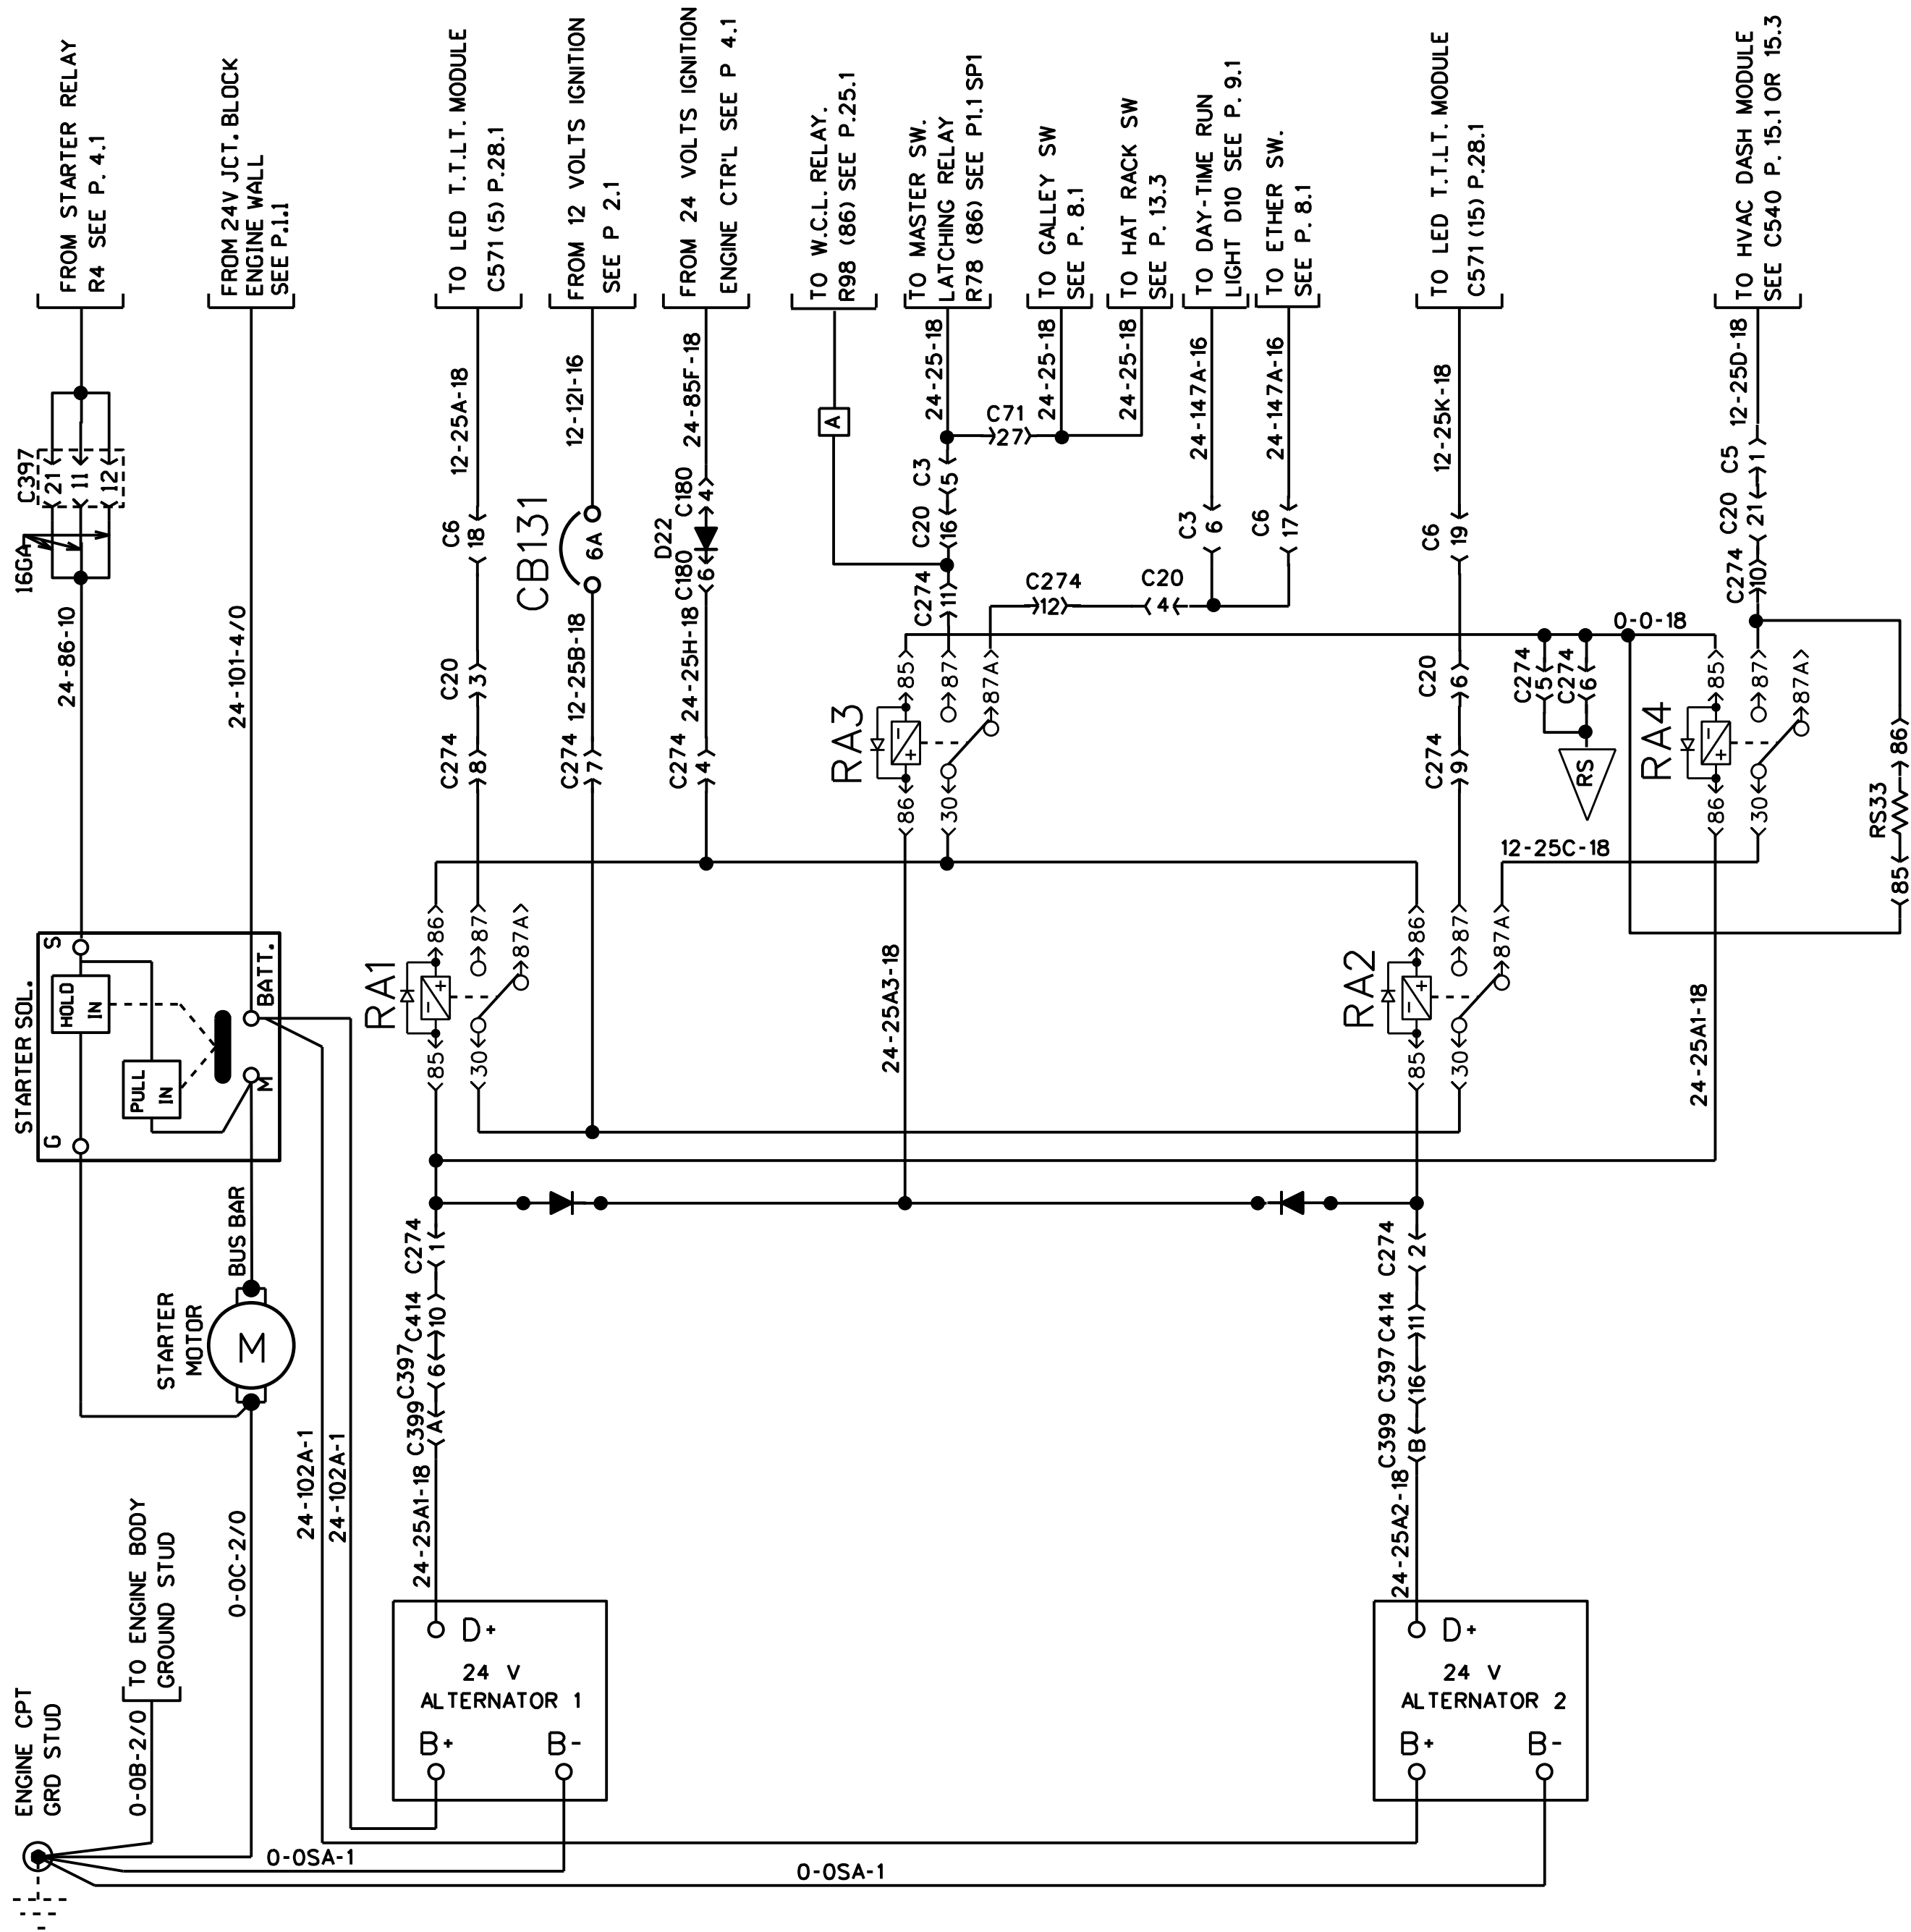 FROM STARTER RELAY
R4 SEE P. 4.1
FROM 24V JCT. BLOCK
ENGINE WALL
SEE P.1.1
TO LED T.T.LT. MODULE
C571 (5) P.28.1
FROM 12 VOLTS IGNITION
SEE P 2.1
FROM 24 VOLTS IGNITION
ENGINE CTR'L SEE P 4.1
TO W.C.L. RELAY.
R98 (86) SEE P.25.1
TO MASTER SW.
LATCHING RELAY
R78 (86) SEE P1.1 SP1
TO GALLEY SW
SEE P. 8.1
TO HAT RACK SW
SEE P. 13.3
TO DAY-TIME RUN
LIGHT D10 SEE P. 9.1
TO ETHER SW.
SEE P. 8.1
TO LED T.T.LT. MODULE
C571 (15) P.28.1
TO HVAC DASH MODULE
SEE C540 P. 15.1 OR 15.3
C397
21
11
12
16GA
24-86-10
24-101-4/0
12-25A-18
C6
18
C20
3
C274
8
12-12I-16
CB131
6A
12-25B-18
C274
7
24-85F-18
C180
4
D22
C180
6
24-25H-18
C274
4
A
24-25-18
C71
27
24-25-18
24-25-18
C3
5
C20
16
C274
11
24-147A-16
C3
6
24-147A-16
C6
17
C274
12
C20
4
12-25K-18
C6
19
C20
6
C274
9
12-25D-18
C5
1
C20
21
C274
10
0-0-18
C274
5
C274
6
RS
RA3
85
87
87A
- +
86
30
RA4
85
87
87A
- +
86
30
86
RS33
85
12-25C-18
STARTER SOL.
S
HOLD
IN
PULL
IN
BATT.
M
G
RA1
86
87
87A
- +
85
30
24-25A3-18
RA2
86
87
87A
- +
85
30
24-25A1-18
BUS BAR
STARTER
MOTOR
M
C274
1
C414
10
C397
6
C399
A
24-25A1-18
C274
2
C414
11
C397
16
C399
B
24-25A2-18
24-102A-1
24-102A-1
0-0C-2/0
TO ENGINE BODY
GROUND STUD
0-0B-2/0
ENGINE CPT
GRD STUD
D+
24 V
ALTERNATOR 1
B+
B-
D+
24 V
ALTERNATOR 2
B+
B-
0-0SA-1
0-0SA-1